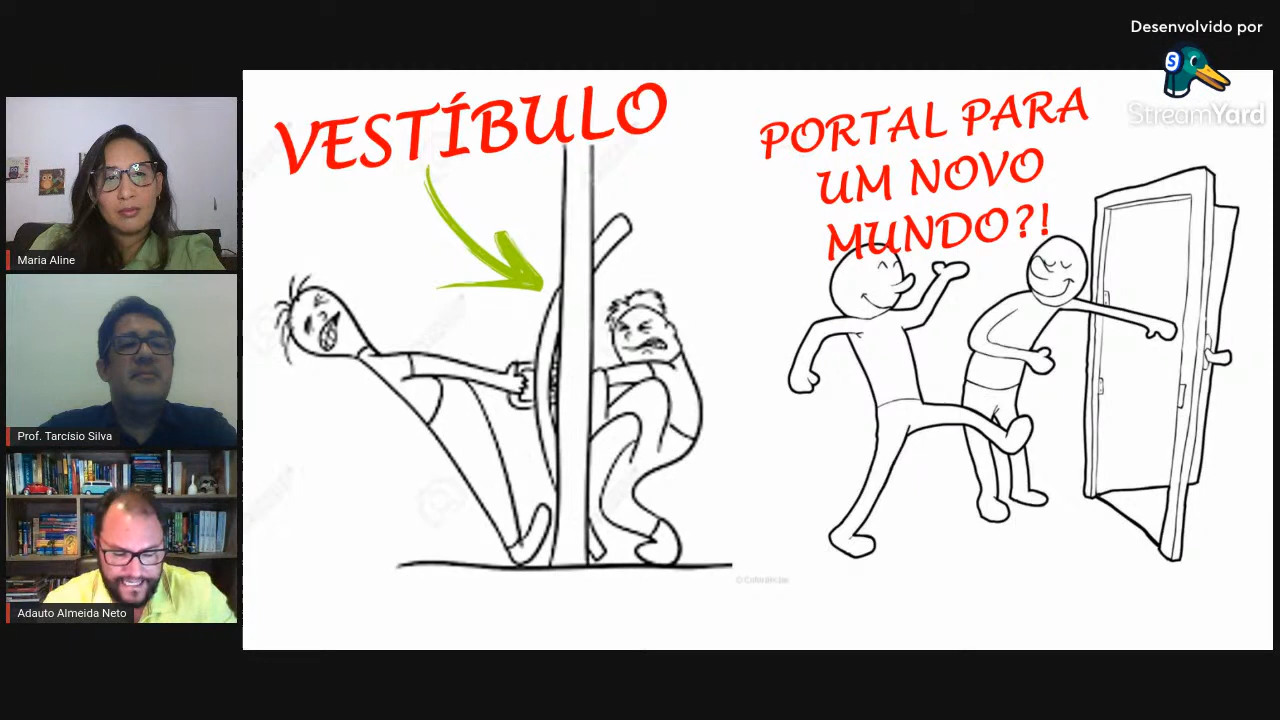 Desenvolvido por
StreamYard
VESTÍBULO
PORTAL PARA
UM NOVO
MUNDO?!
Maria Aline
Prof. Tarcísio Silva
Adauto Almeida Neto